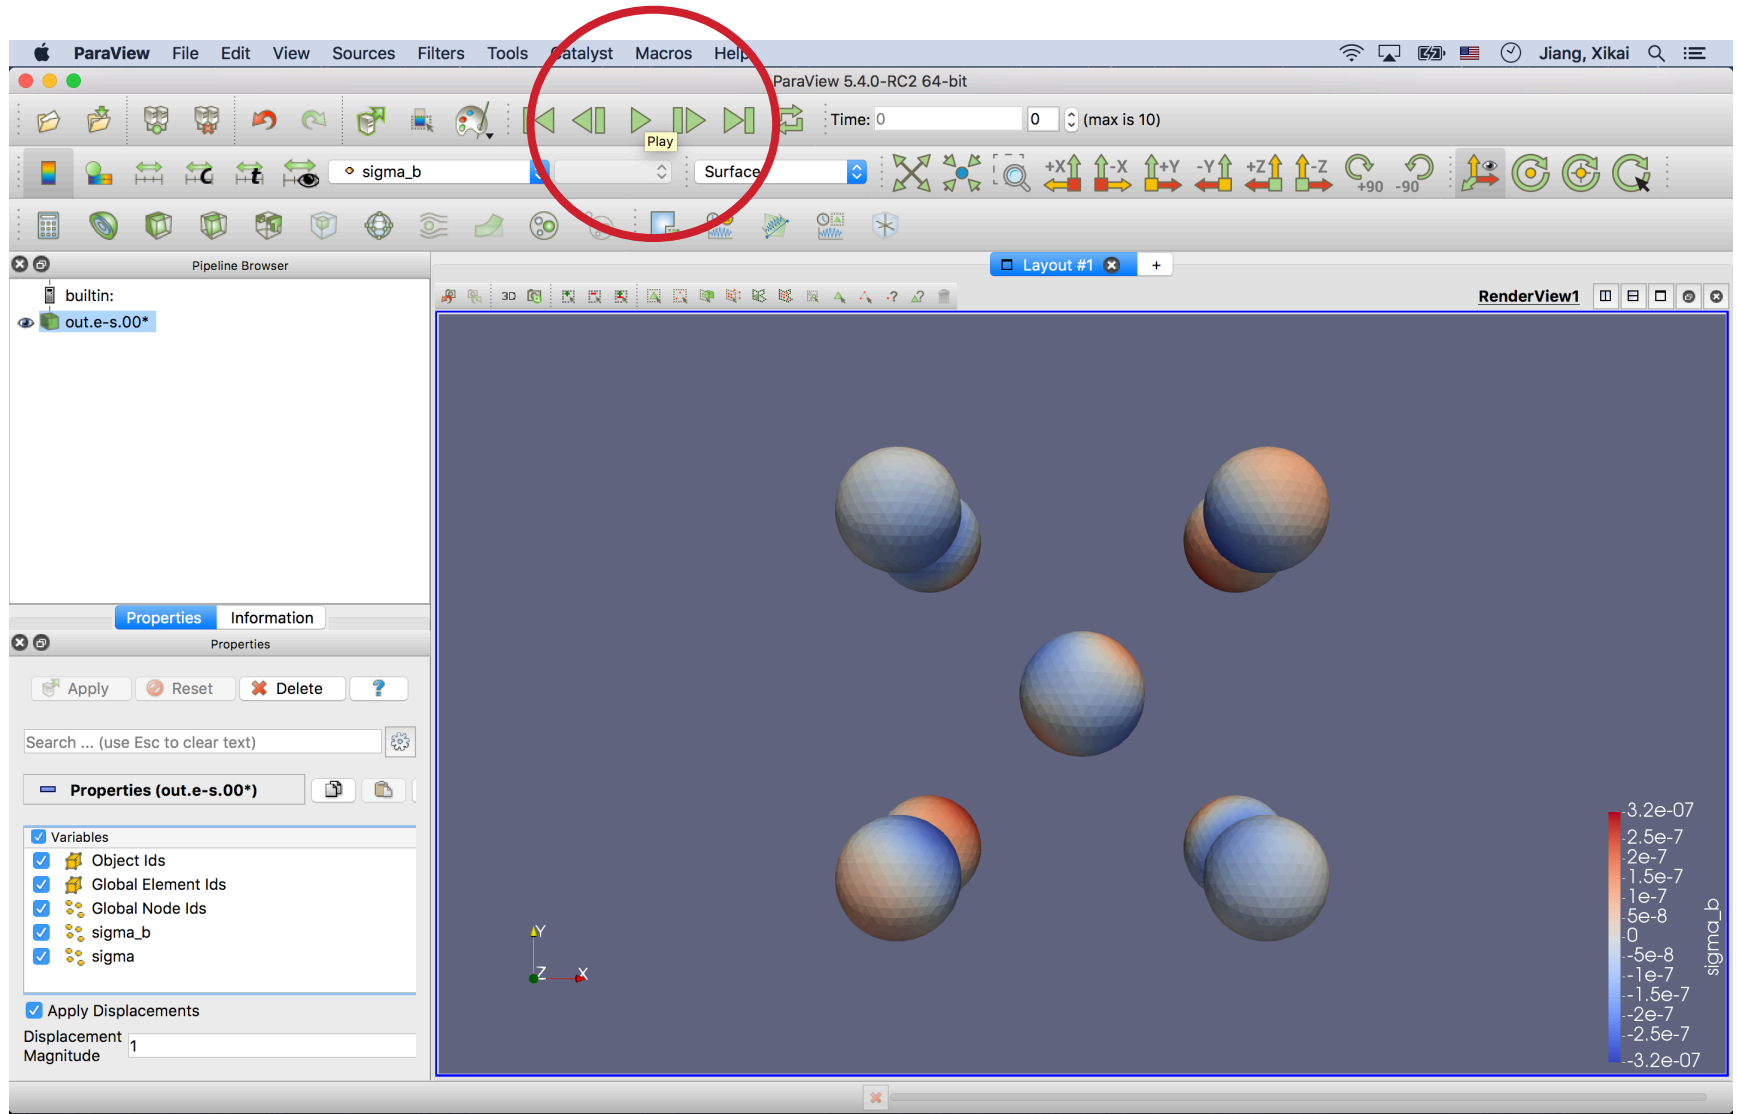 ParaView File Edit View Sources Filters Tools Catalyst Macros Help Jiang, Xikai
ParaView 5.4.0-RC2 64-bit
Time: 0 0 (max is 10)
Play
sigma_b Surface +X -X +Y -Y +Z -Z +90 -90
Pipeline Browser
Layout #1 +
builtin:
3D
RenderView1
out.e-s.00*
Properties Information
Properties
Apply Reset Delete ?
Search ... (use Esc to clear text)
Properties (out.e-s.00*)
Variables
Object Ids
Global Element Ids
Global Node Ids
sigma_b
sigma
Apply Displacements
Displacement
Magnitude
1
Y
Z X
3.2e-07
2.5e-7
2e-7
1.5e-7
1e-7
5e-8
0
-5e-8
-1e-7
-1.5e-7
-2e-7
-2.5e-7
-3.2e-07
sigma_b